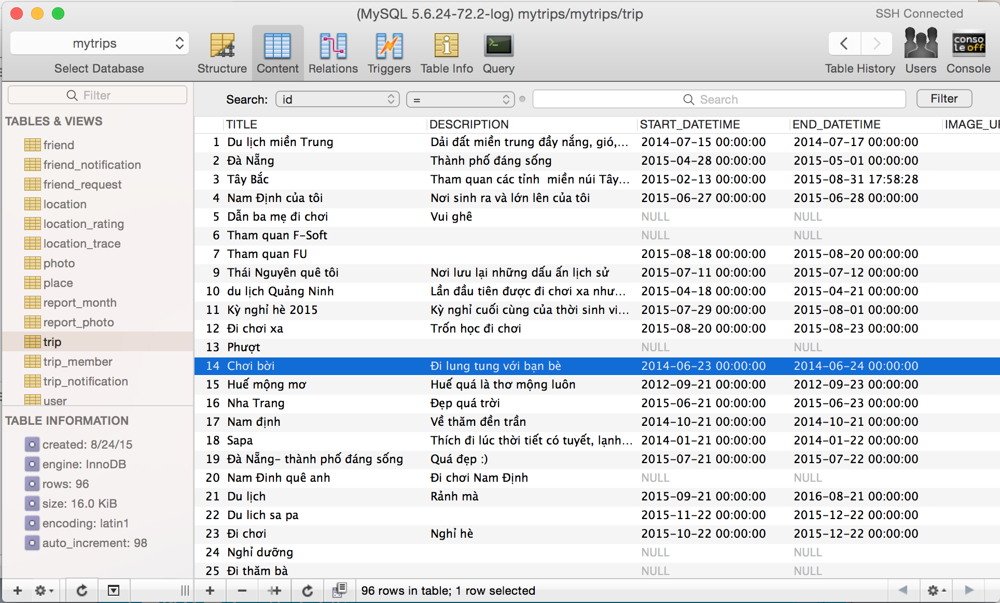 (MySQL 5.6.24-72.2-log) mytrips/mytrips/trip
SSH Connected
mytrips
Select Database
Structure
Content
Relations
Triggers
Table Info
Query
Table History
Users
conso
le off
Console
Filter
Search:
id
=
Search
Filter
TABLES & VIEWS
friend
friend_notification
friend_request
location
location_rating
location_trace
photo
place
report_month
report_photo
trip
trip_member
trip_notification
user
TABLE INFORMATION
created: 8/24/15
engine: InnoDB
rows: 96
size: 16.0 KiB
encoding: latin1
auto_increment: 98
TITLE DESCRIPTION START_DATETIME END_DATETIME IMAGE_U
1 Du lịch miền Trung Dải đất miền trung đầy nắng, gió,... 2014-07-15 00:00:00 2014-07-17 00:00:00
2 Đà Nẵng Thành phố đáng sống 2015-04-28 00:00:00 2015-05-01 00:00:00
3 Tây Bắc Tham quan các tỉnh  miền núi Tây... 2015-02-13 00:00:00 2015-08-31 17:58:28
4 Nam Định của tôi Nơi sinh ra và lớn lên của tôi 2015-06-27 00:00:00 2015-06-28 00:00:00
5 Dẫn ba mẹ đi chơi Vui ghê NULL NULL
6 Tham quan F-Soft NULL NULL
7 Tham quan FU 2015-08-18 00:00:00 2015-08-20 00:00:00
9 Thái Nguyên quê tôi Nơi lưu lại những dấu ấn lịch sử 2015-07-11 00:00:00 2015-07-12 00:00:00
10 du lịch Quảng Ninh Lần đầu tiên được đi chơi xa như... 2015-04-18 00:00:00 2015-04-21 00:00:00
11 Kỳ nghỉ hè 2015 Kỳ nghỉ cuối cùng của thời sinh vi... 2015-07-29 00:00:00 2015-08-01 00:00:00
12 Đi chơi xa Trốn học đi chơi 2015-08-20 00:00:00 2015-08-23 00:00:00
13 Phượt NULL NULL
14 Chơi bời Đi lung tung với bạn bè 2014-06-23 00:00:00 2014-06-24 00:00:00
15 Huế mộng mơ Huế quá là thơ mộng luôn 2012-09-21 00:00:00 2012-09-23 00:00:00
16 Nha Trang Đẹp quá trời 2015-06-21 00:00:00 2015-06-23 00:00:00
17 Nam định Về thăm đền trần 2014-10-21 00:00:00 2014-10-21 00:00:00
18 Sapa Thích đi lúc thời tiết có tuyết, lạnh... 2014-01-21 00:00:00 2014-01-22 00:00:00
19 Đà Nẵng- thành phố đáng sống Quá đẹp :) 2015-07-21 00:00:00 2015-07-22 00:00:00
20 Nam Đinh quê anh Đi chơi Nam Định NULL NULL
21 Du lịch Rảnh mà 2015-09-21 00:00:00 2016-08-21 00:00:00
22 Du lich sa pa 2015-11-22 00:00:00 2015-12-22 00:00:00
23 Đi chơi Nghỉ hè 2015-10-22 00:00:00 2015-12-22 00:00:00
24 Nghỉ dưỡng NULL NULL
25 Đi thăm bà NULL NULL
96 rows in table; 1 row selected